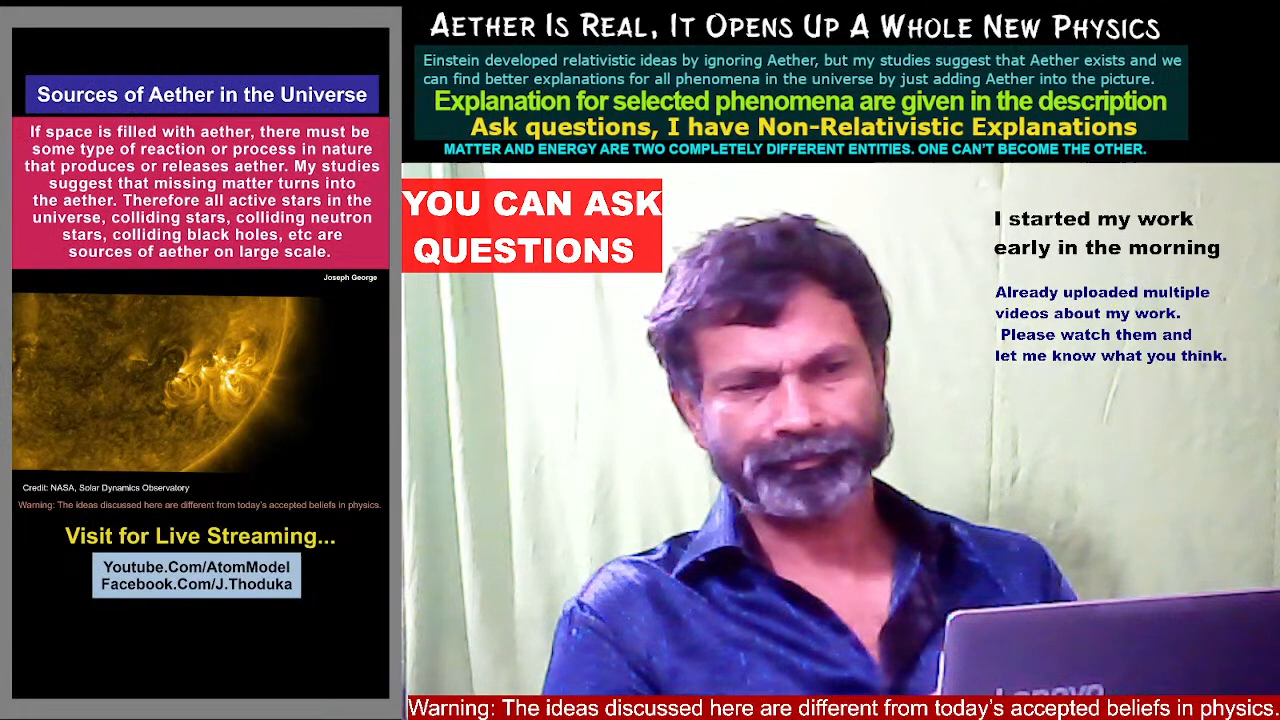 AETHER IS REAL, IT OPENS UP A WHOLE NEW PHYSICS
Einstein developed relativistic ideas by ignoring Aether, but my studies suggest that Aether exists and we
can find better explanations for all phenomena in the universe by just adding Aether into the picture.
Explanation for selected phenomena are given in the description
Ask questions, I have Non-Relativistic Explanations
MATTER AND ENERGY ARE TWO COMPLETELY DIFFERENT ENTITIES. ONE CAN'T BECOME THE OTHER.
Sources of Aether in the Universe
If space is filled with aether, there must be
some type of reaction or process in nature
that produces or releases aether. My studies
suggest that missing matter turns into
the aether. Therefore all active stars in the
universe, colliding stars, colliding neutron
stars, colliding black holes, etc are
sources of aether on large scale.
Joseph George
Credit: NASA, Solar Dynamics Observatory
Warning: The ideas discussed here are different from today's accepted beliefs in physics.
Visit for Live Streaming...
Youtube.Com/AtomModel
Facebook.Com/J.Thoduka
YOU CAN ASK
QUESTIONS
I started my work
early in the morning
Already uploaded multiple
videos about my work.
Please watch them and
let me know what you think.
Lenovo
Warning: The ideas discussed here are different from today's accepted beliefs in physics.